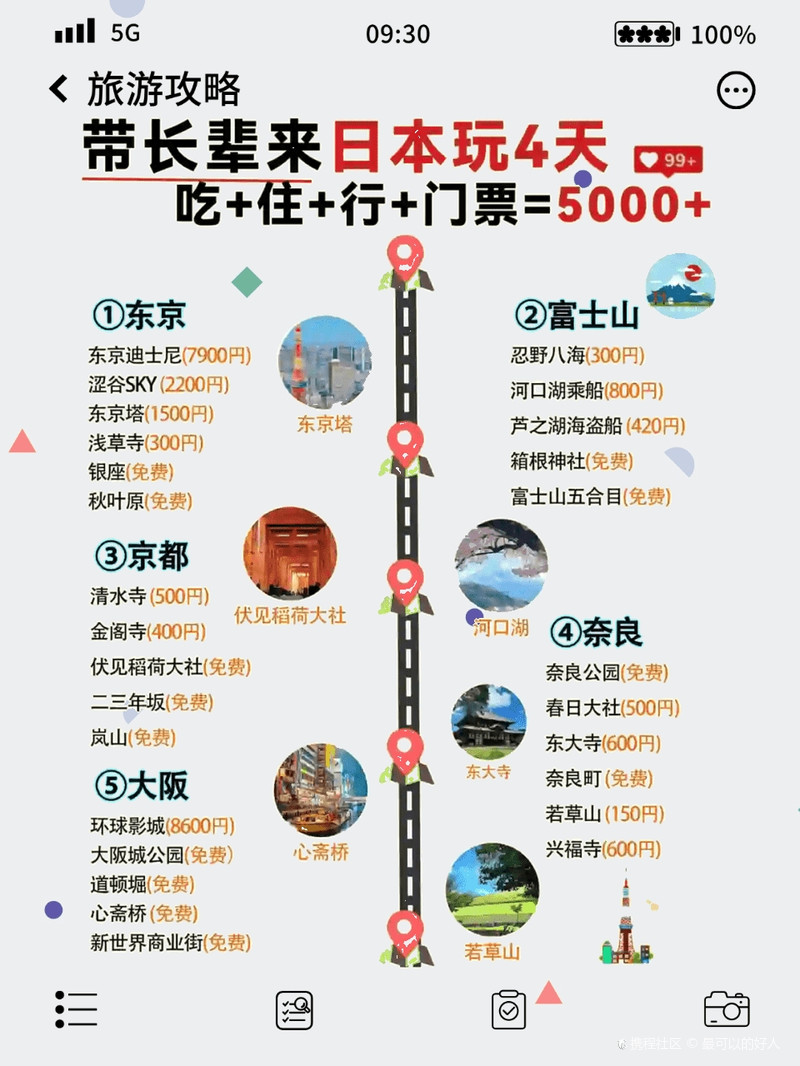 5G
09:30
100%
旅游攻略
带长辈来日本玩4天
99+
吃+住+行+门票=5000+
①东京
东京迪士尼(7900円)
涩谷SKY (2200円)
东京塔(1500円)
浅草寺(300円)
银座(免费)
秋叶原(免费)
东京塔
②富士山
忍野八海(300円)
河口湖乘船(800円)
芦之湖海盗船 (420円)
箱根神社(免费)
富士山五合目(免费)
③京都
清水寺 (500円)
金阁寺(400円)
伏见稻荷大社(免费)
二三年坂(免费)
岚山(免费)
伏见稻荷大社
河口湖
④奈良
奈良公园(免费)
春日大社(500円)
东大寺(600円)
奈良町 (免费)
若草山 (150円)
兴福寺(600円)
东大寺
⑤大阪
环球影城(8600円)
大阪城公园(免费)
道顿堀(免费)
心斋桥 (免费)
新世界商业街(免费)
心斋桥
若草山
携程社区 © 最可以的好人